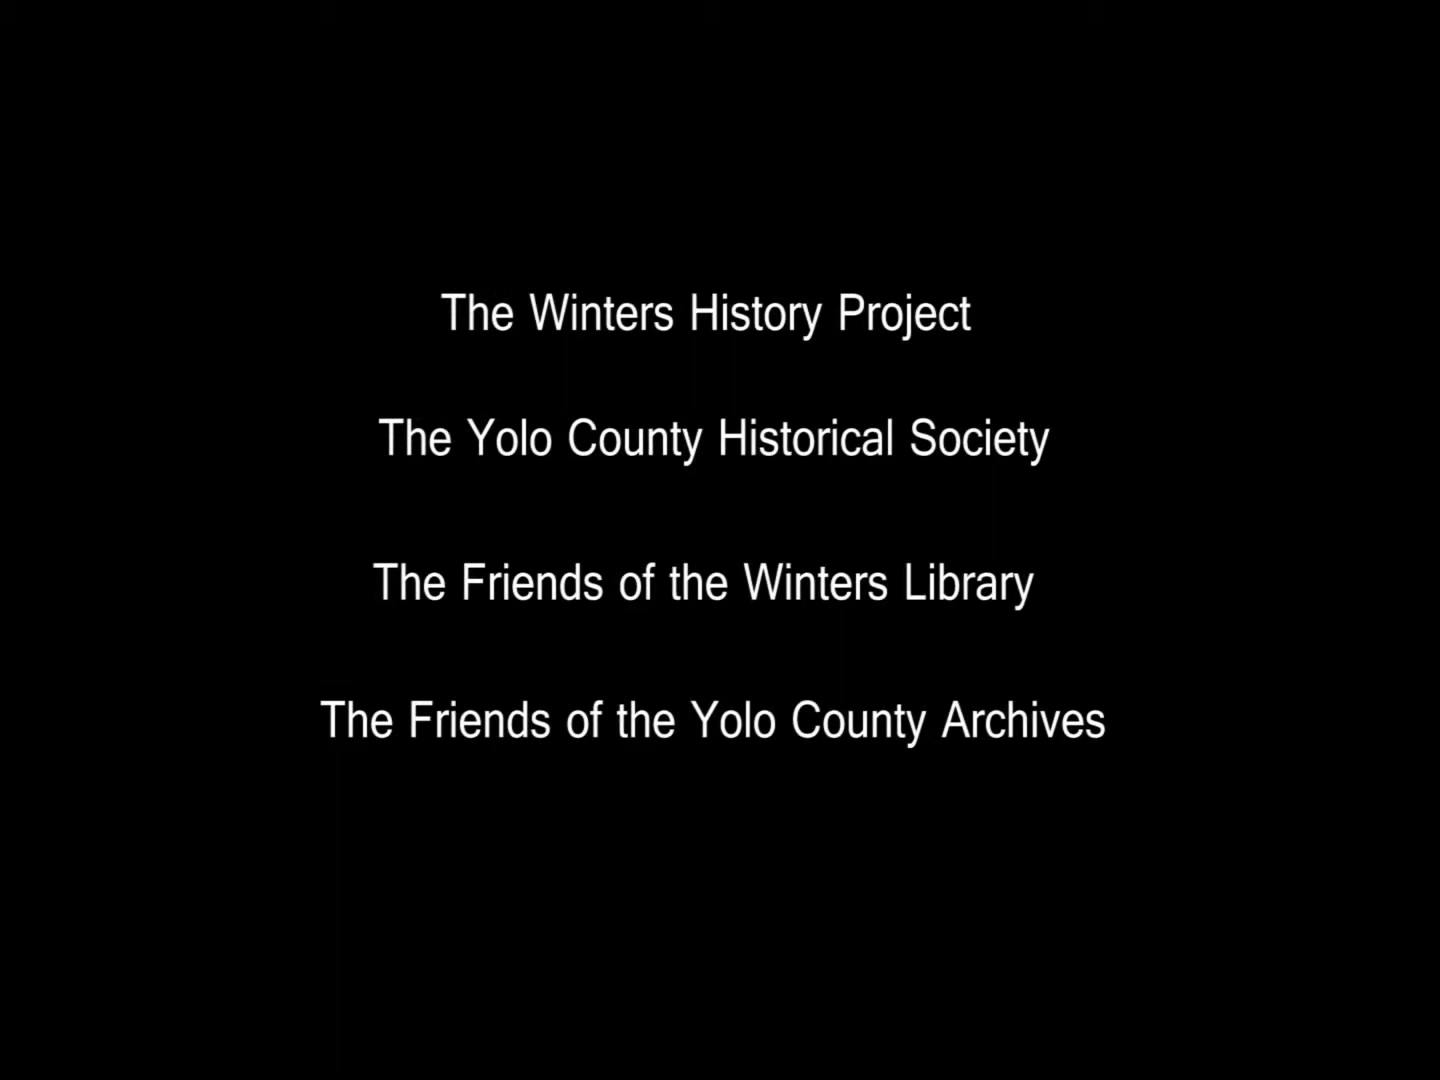 The Winters History Project
The Yolo County Historical Society
The Friends of the Winters Library
The Friends of the Yolo County Archives